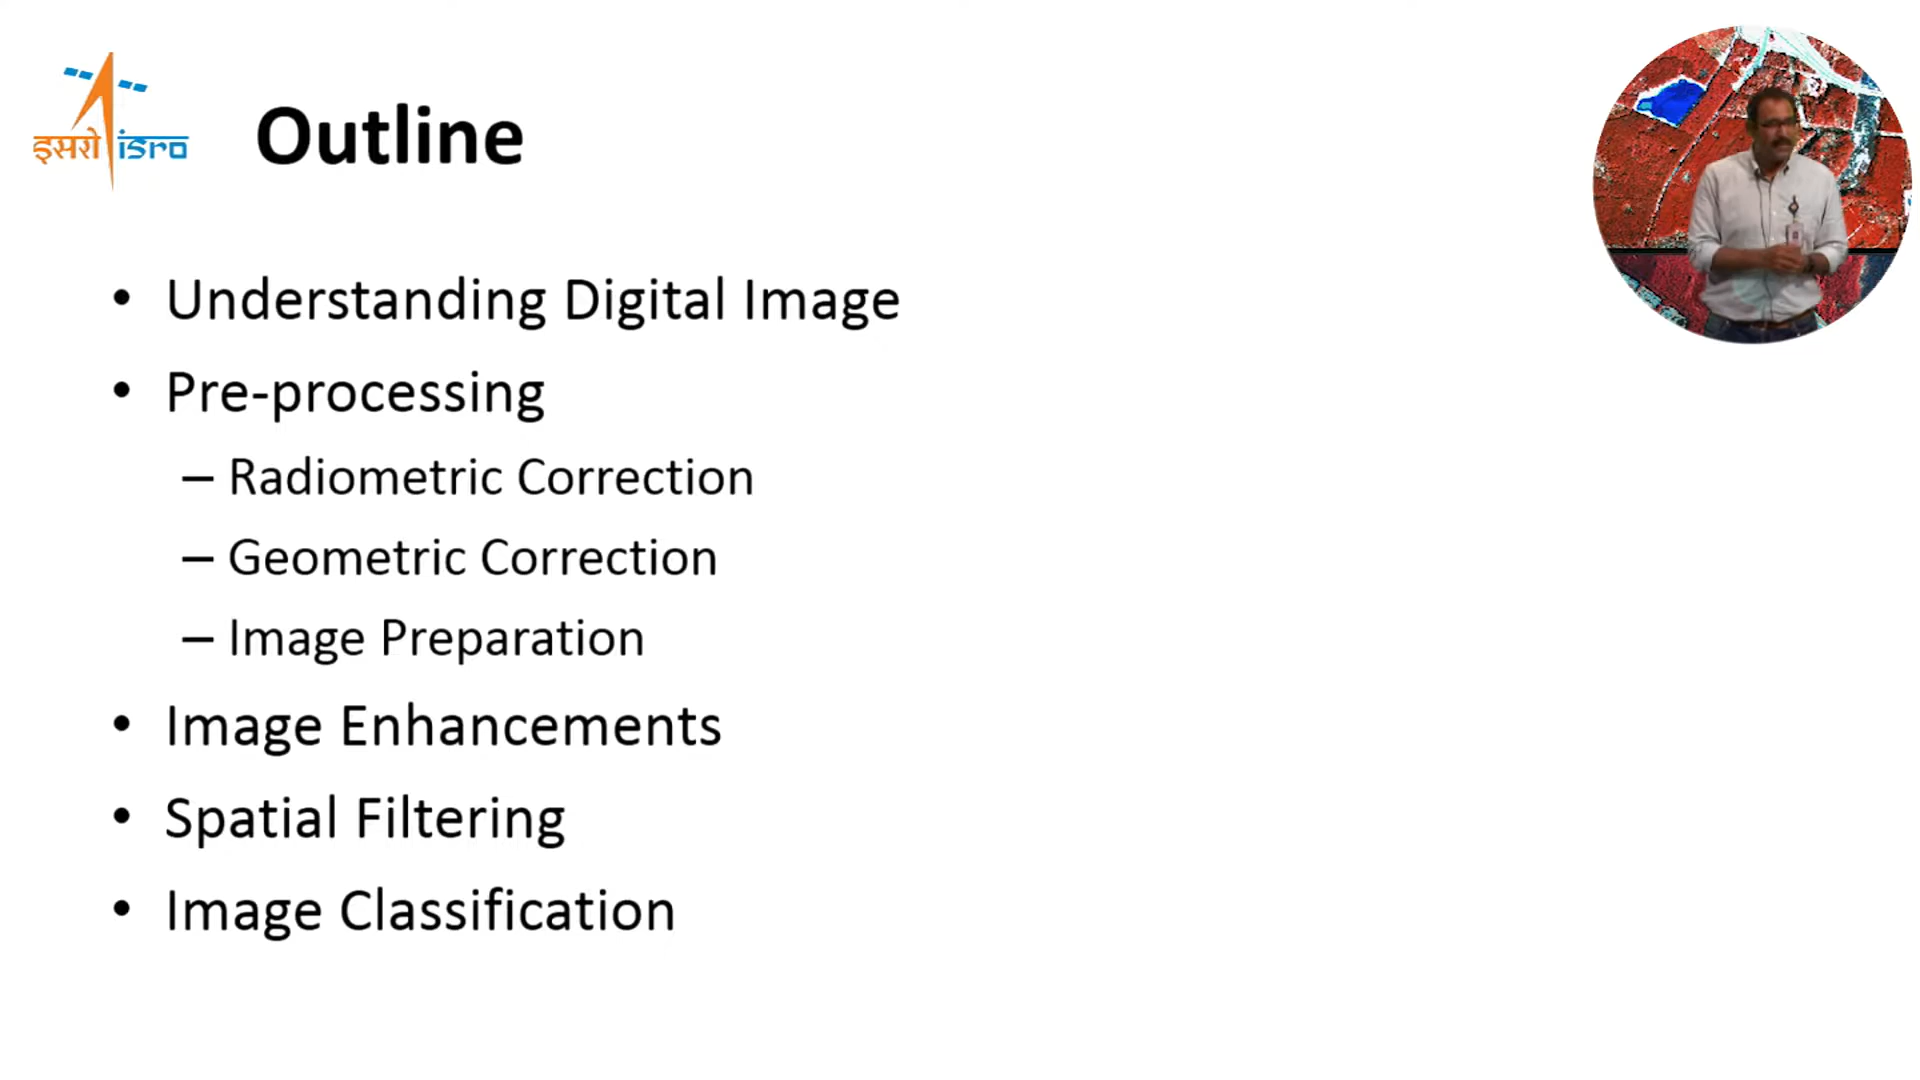 इसरो isro
Outline
• Understanding Digital Image
• Pre-processing
– Radiometric Correction
– Geometric Correction
– Image Preparation
• Image Enhancements
• Spatial Filtering
• Image Classification